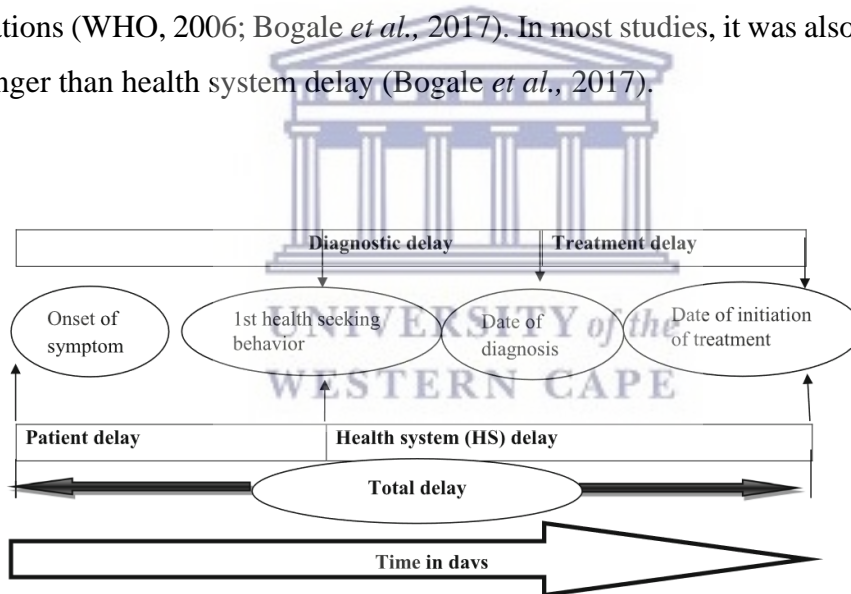 ations (WHO, 2006; Bogale et al., 2017). In most studies, it was also
nger than health system delay (Bogale et al., 2017).
Diagnostic delay Treatment delay
Onset of
symptom
1st health seeking
behavior
Date of
diagnosis
Date of initiation
of treatment
UNIVERSITY of the
WESTERN CAPE
Patient delay Health system (HS) delay
Total delay
Time in days